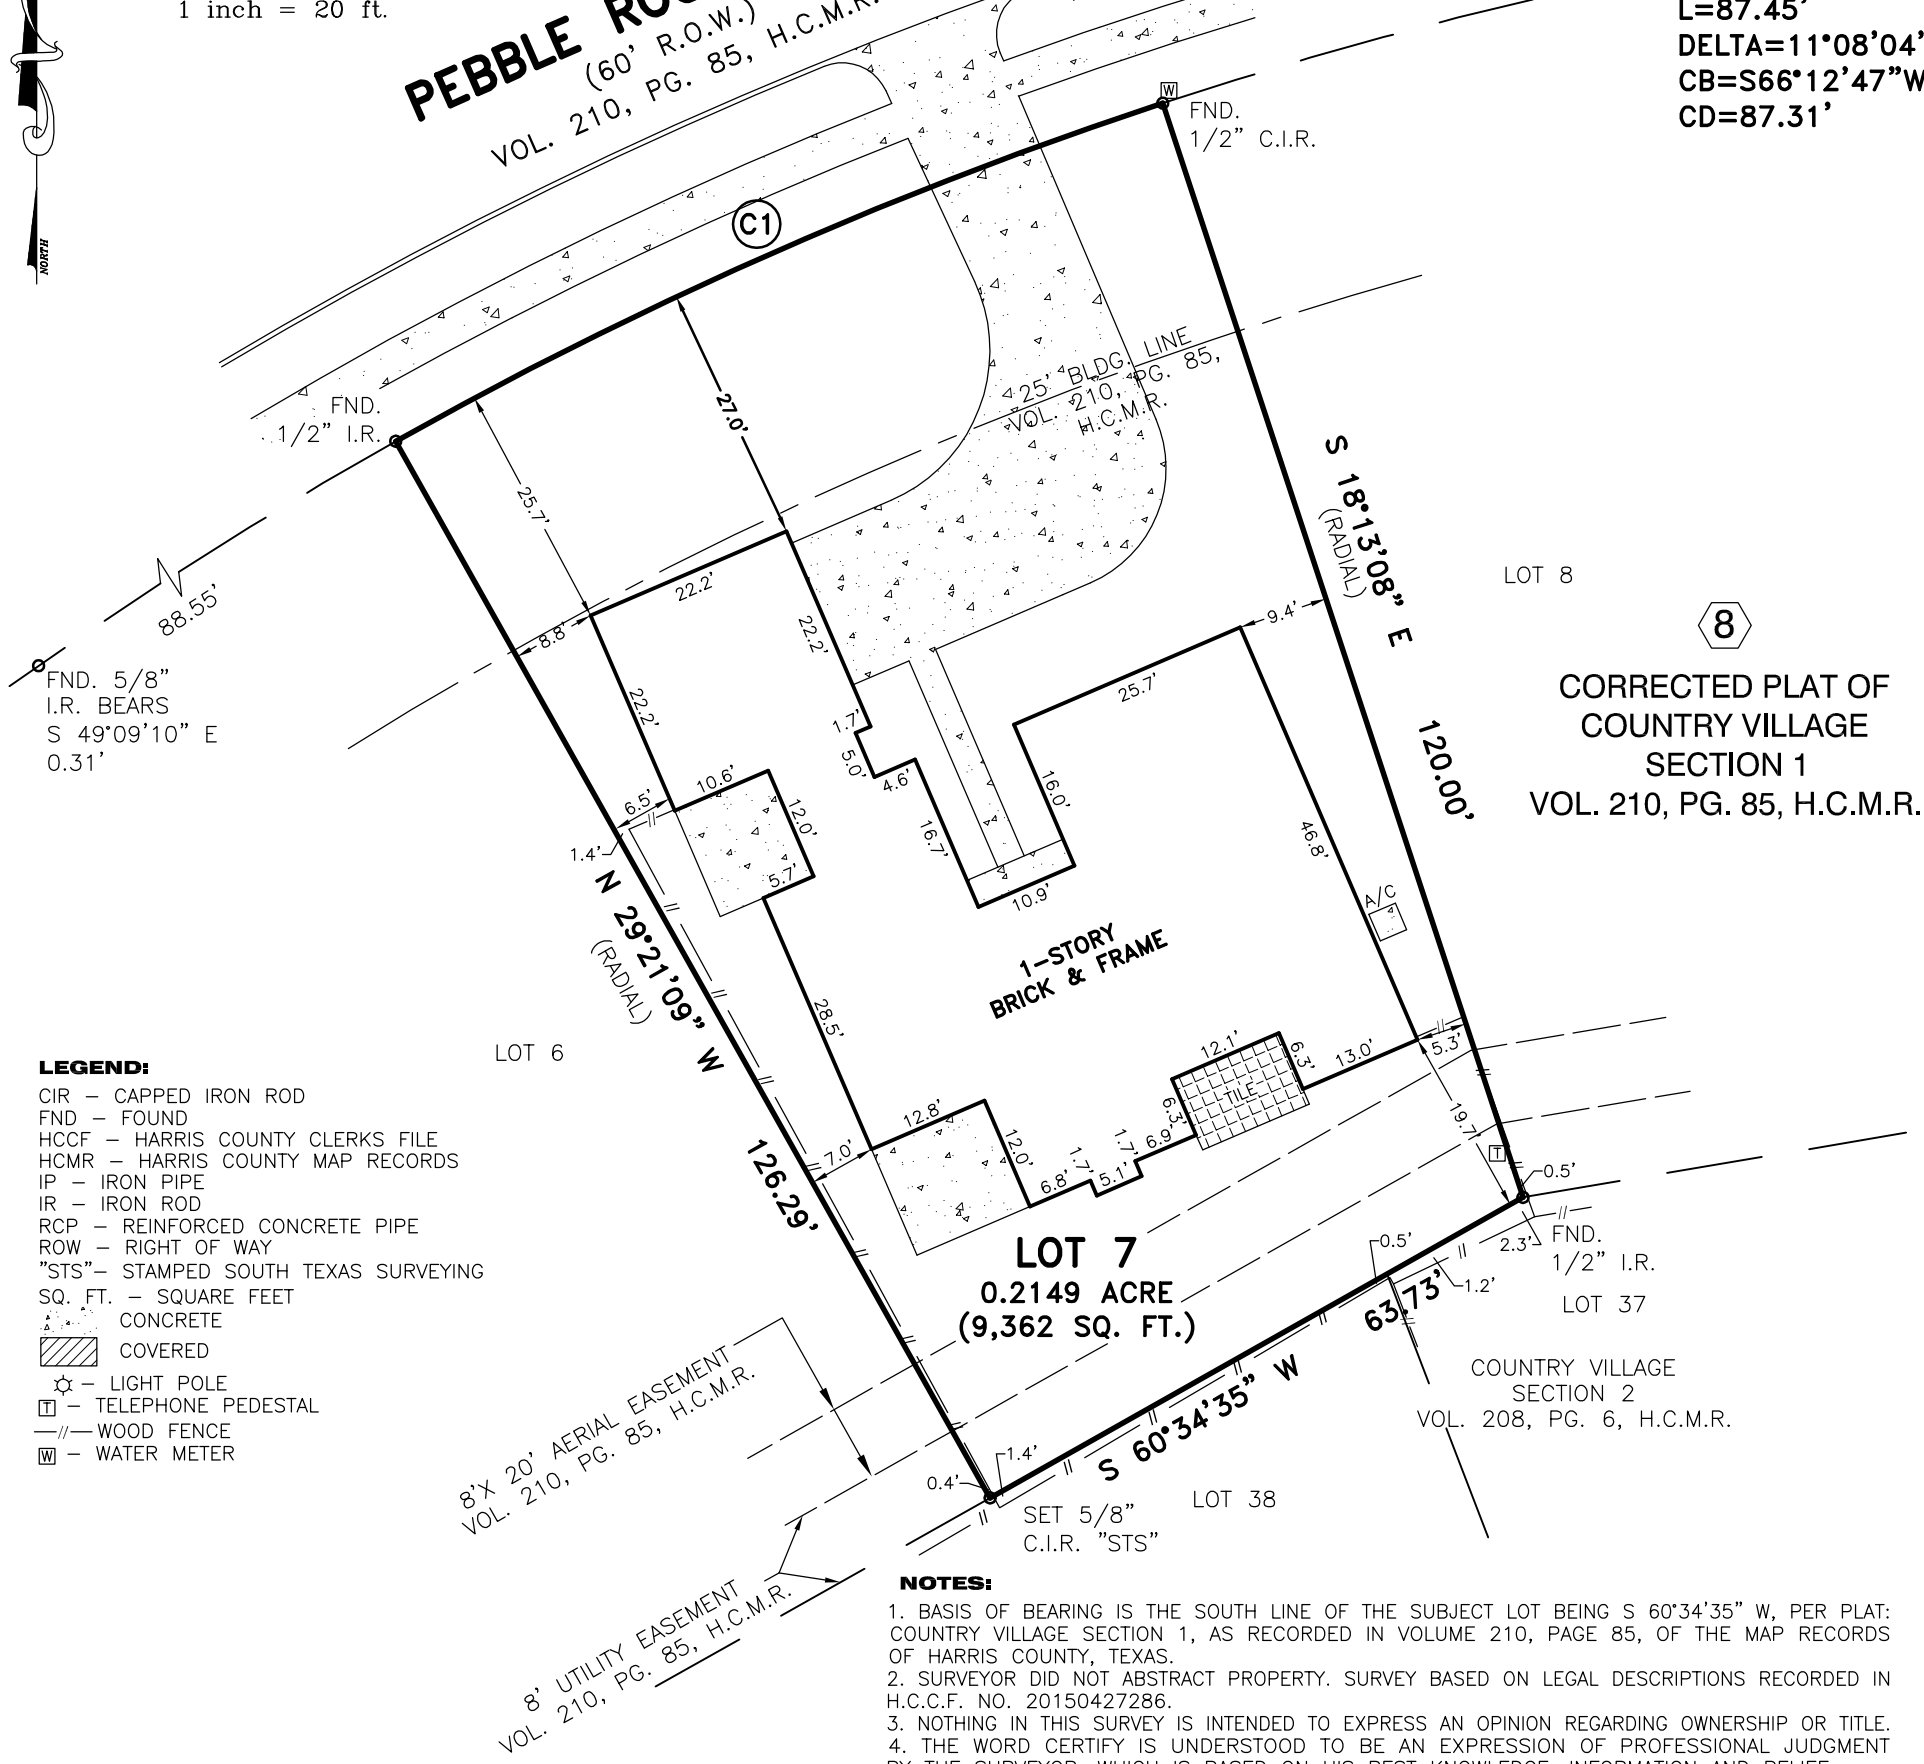 1 inch = 20 ft.
NORTH
PEBBLE
(60' R.O.W.)
VOL. 210, PG. 85, H.C.M.R.
L=87.45'
DELTA=11°08'04"
CB=S66°12'47"W
CD=87.31'
W
FND.
1/2" C.I.R.
C1
FND.
1/2" I.R.
27.0'
25.7'
25' BLDG. LINE
VOL. 210, PG. 85,
H.C.M.R.
S 18°13'08" E
(RADIAL)
120.00'
LOT 8
8
CORRECTED PLAT OF
COUNTRY VILLAGE
SECTION 1
VOL. 210, PG. 85, H.C.M.R.
88.55'
FND. 5/8"
I.R. BEARS
S 49°09'10" E
0.31'
22.2'
8.8'
22.2'
22.2'
9.4'
25.7'
1.7'
5.0'
4.6'
16.0'
16.7'
10.6'
6.5'
12.0'
1.4'
5.7'
10.9'
46.8'
A/C
N 29°21'09" W
(RADIAL)
126.29'
1-STORY
BRICK & FRAME
28.5'
LOT 6
12.1'
6.3'
13.0'
5.3'
TILE
6.3'
19.7'
12.8'
12.0'
7.0'
6.8'
1.7'
5.1'
1.7'
6.9'
T
0.5'
LOT 7
0.2149 ACRE
(9,362 SQ. FT.)
0.5'
2.3'
1.2'
FND.
1/2" I.R.
LOT 37
63.73'
S 60°34'35" W
COUNTRY VILLAGE
SECTION 2
VOL. 208, PG. 6, H.C.M.R.
1.4'
0.4'
SET 5/8"
C.I.R. "STS"
LOT 38
LEGEND:
CIR - CAPPED IRON ROD
FND - FOUND
HCCF - HARRIS COUNTY CLERKS FILE
HCMR - HARRIS COUNTY MAP RECORDS
IP - IRON PIPE
IR - IRON ROD
RCP - REINFORCED CONCRETE PIPE
ROW - RIGHT OF WAY
"STS"- STAMPED SOUTH TEXAS SURVEYING
SQ. FT. - SQUARE FEET
CONCRETE
COVERED
- LIGHT POLE
T - TELEPHONE PEDESTAL
—//— WOOD FENCE
W - WATER METER
8'X 20' AERIAL EASEMENT
VOL. 210, PG. 85, H.C.M.R.
8' UTILITY EASEMENT
VOL. 210, PG. 85, H.C.M.R.
NOTES:
1. BASIS OF BEARING IS THE SOUTH LINE OF THE SUBJECT LOT BEING S 60°34'35" W, PER PLAT:
COUNTRY VILLAGE SECTION 1, AS RECORDED IN VOLUME 210, PAGE 85, OF THE MAP RECORDS
OF HARRIS COUNTY, TEXAS.
2. SURVEYOR DID NOT ABSTRACT PROPERTY. SURVEY BASED ON LEGAL DESCRIPTIONS RECORDED IN
H.C.C.F. NO. 20150427286.
3. NOTHING IN THIS SURVEY IS INTENDED TO EXPRESS AN OPINION REGARDING OWNERSHIP OR TITLE.
4. THE WORD CERTIFY IS UNDERSTOOD TO BE AN EXPRESSION OF PROFESSIONAL JUDGMENT
BY THE SURVEYOR, WHICH IS BASED ON HIS BEST KNOWLEDGE, INFORMATION AND BELIEF